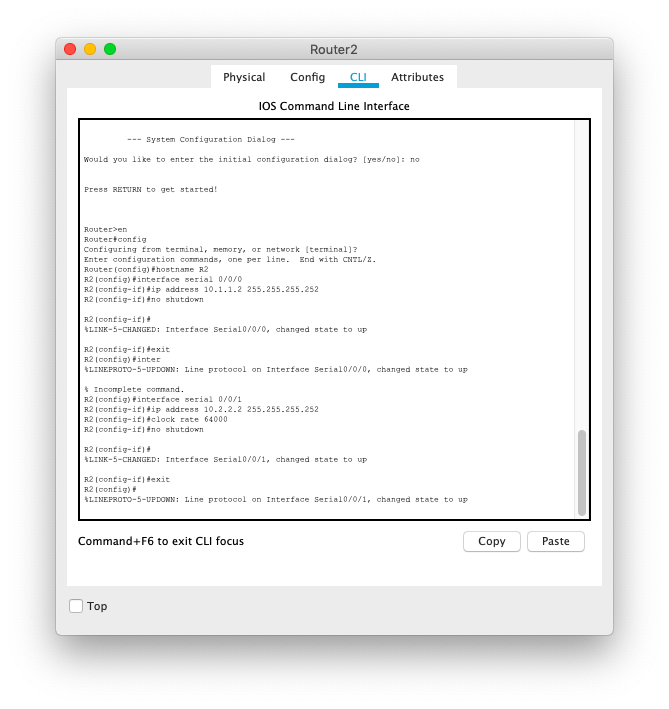 Router2
Physical Config CLI Attributes
IOS Command Line Interface
--- System Configuration Dialog ---
Would you like to enter the initial configuration dialog? [yes/no]: no
Press RETURN to get started!
Router>en
Router#config
Configuring from terminal, memory, or network [terminal]?
Enter configuration commands, one per line.  End with CNTL/Z.
Router(config)#hostname R2
R2(config)#interface serial 0/0/0
R2(config-if)#ip address 10.1.1.2 255.255.255.252
R2(config-if)#no shutdown
R2(config-if)#
%LINK-5-CHANGED: Interface Serial0/0/0, changed state to up
R2(config-if)#exit
R2(config)#inter
%LINEPROTO-5-UPDOWN: Line protocol on Interface Serial0/0/0, changed state to up
% Incomplete command.
R2(config)#interface serial 0/0/1
R2(config-if)#ip address 10.2.2.2 255.255.255.252
R2(config-if)#clock rate 64000
R2(config-if)#no shutdown
R2(config-if)#
%LINK-5-CHANGED: Interface Serial0/0/1, changed state to up
R2(config-if)#exit
R2(config)#
%LINEPROTO-5-UPDOWN: Line protocol on Interface Serial0/0/1, changed state to up
Command+F6 to exit CLI focus
Copy Paste
Top